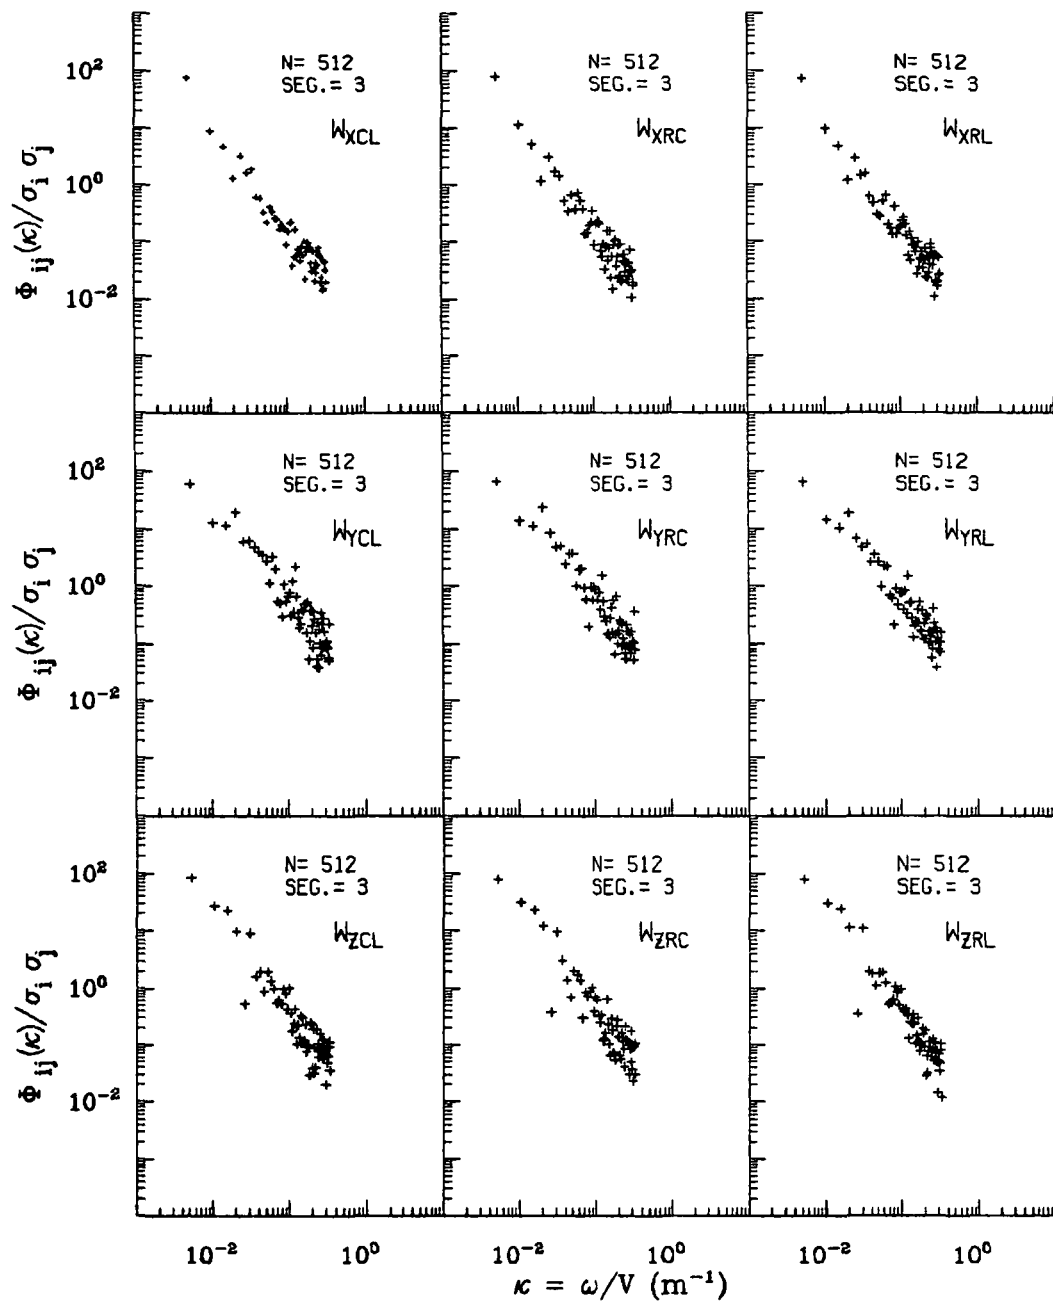 N= 512 N= 512 N= 512
SEG.= 3 SEG.= 3 SEG.= 3
W_XCL W_XRC W_XRL
10² 10⁰ 10⁻²
Φ_ij(κ)/σ_i σ_j
N= 512 N= 512 N= 512
SEG.= 3 SEG.= 3 SEG.= 3
W_YCL W_YRC W_YRL
10² 10⁰ 10⁻²
Φ_ij(κ)/σ_i σ_j
N= 512 N= 512 N= 512
SEG.= 3 SEG.= 3 SEG.= 3
W_ZCL W_ZRC W_ZRL
10² 10⁰ 10⁻²
Φ_ij(κ)/σ_i σ_j
10⁻² 10⁰ 10⁻² 10⁰ 10⁻² 10⁰
κ = ω/V (m⁻¹)